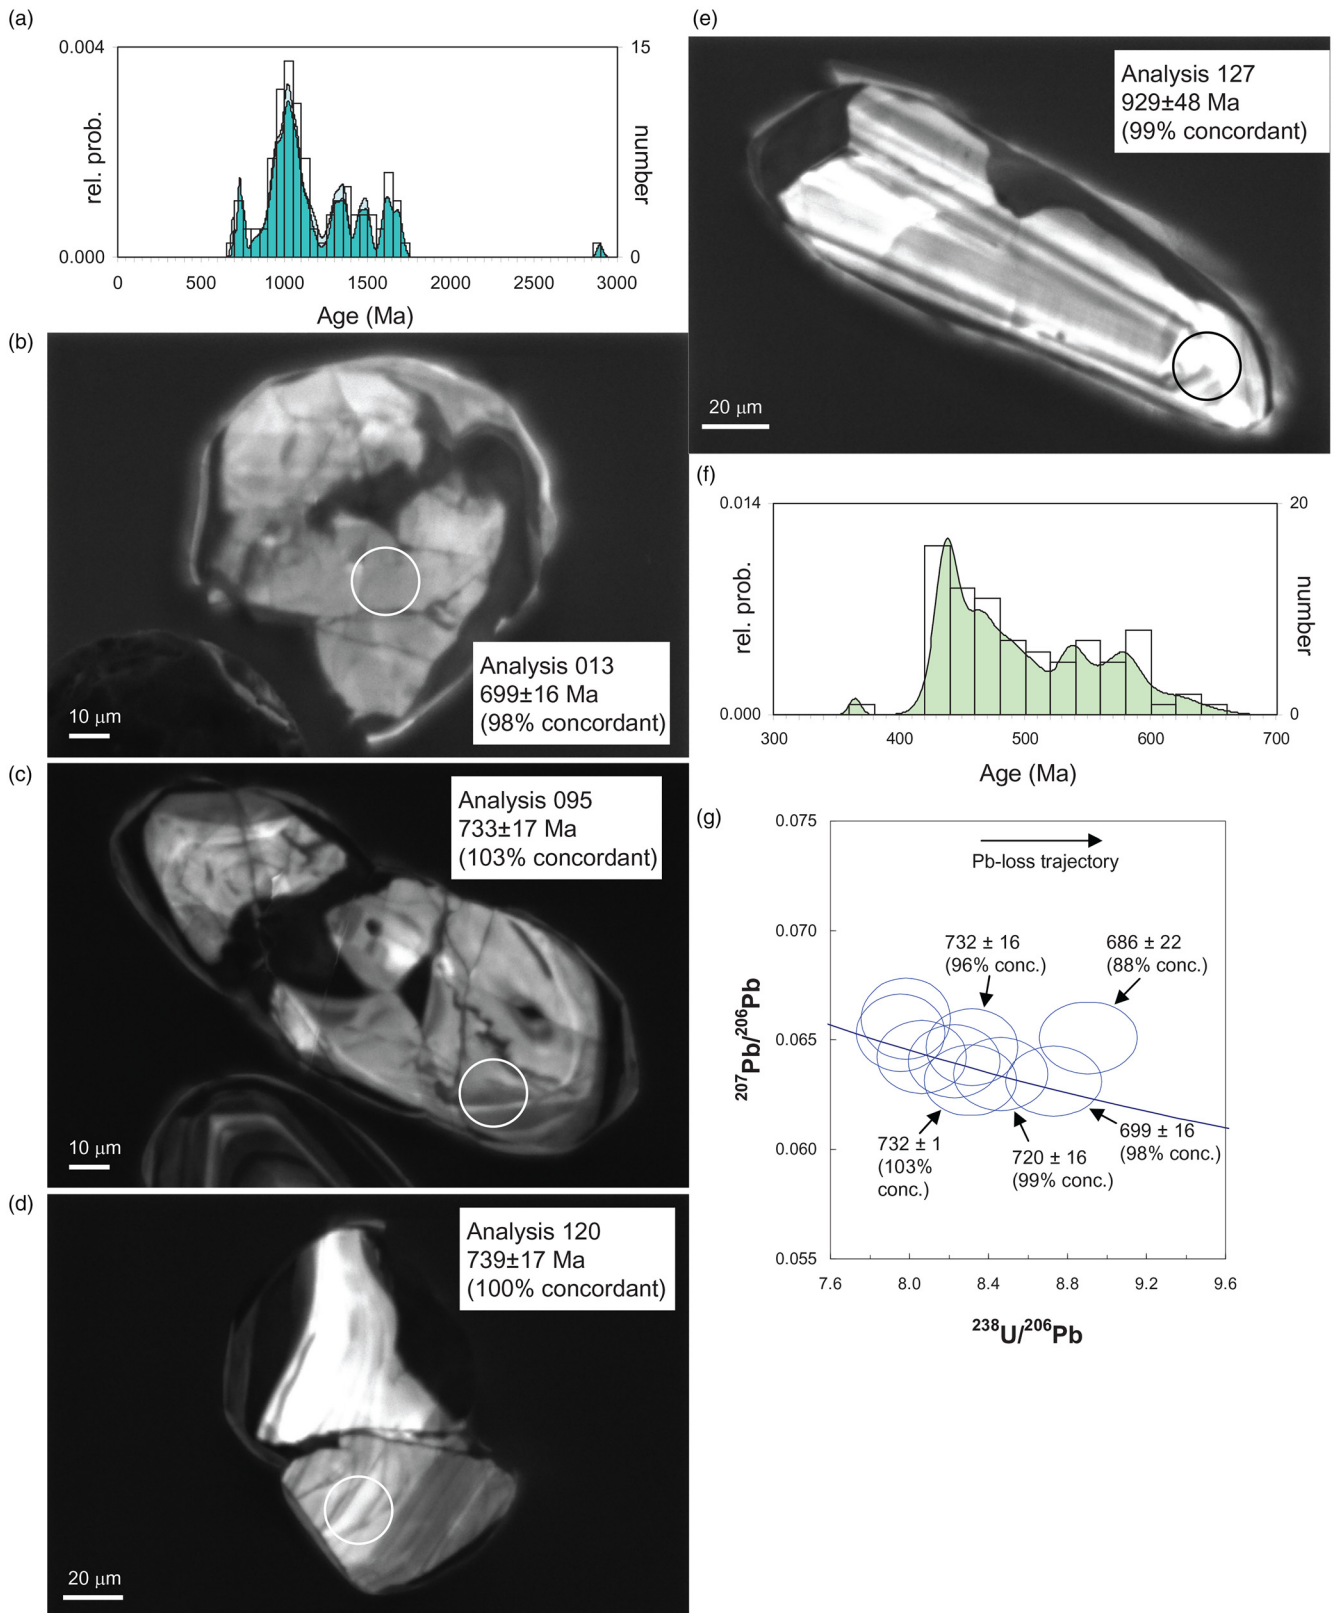 (a)
0.004
15
rel. prob.
number
0.000
0
0
500
1000
1500
2000
2500
3000
Age (Ma)
(b)
Analysis 013
699±16 Ma
(98% concordant)
10 μm
(c)
Analysis 095
733±17 Ma
(103% concordant)
10 μm
(d)
Analysis 120
739±17 Ma
(100% concordant)
20 μm
(e)
Analysis 127
929±48 Ma
(99% concordant)
20 μm
(f)
0.014
20
rel. prob.
number
0.000
0
300
400
500
600
700
Age (Ma)
(g)
0.075
Pb-loss trajectory
0.070
732 ± 16
(96% conc.)
686 ± 22
(88% conc.)
²⁰⁷Pb/²⁰⁶Pb
0.065
732 ± 1
(103%
conc.)
720 ± 16
(99% conc.)
699 ± 16
(98% conc.)
0.060
0.055
7.6
8.0
8.4
8.8
9.2
9.6
²³⁸U/²⁰⁶Pb